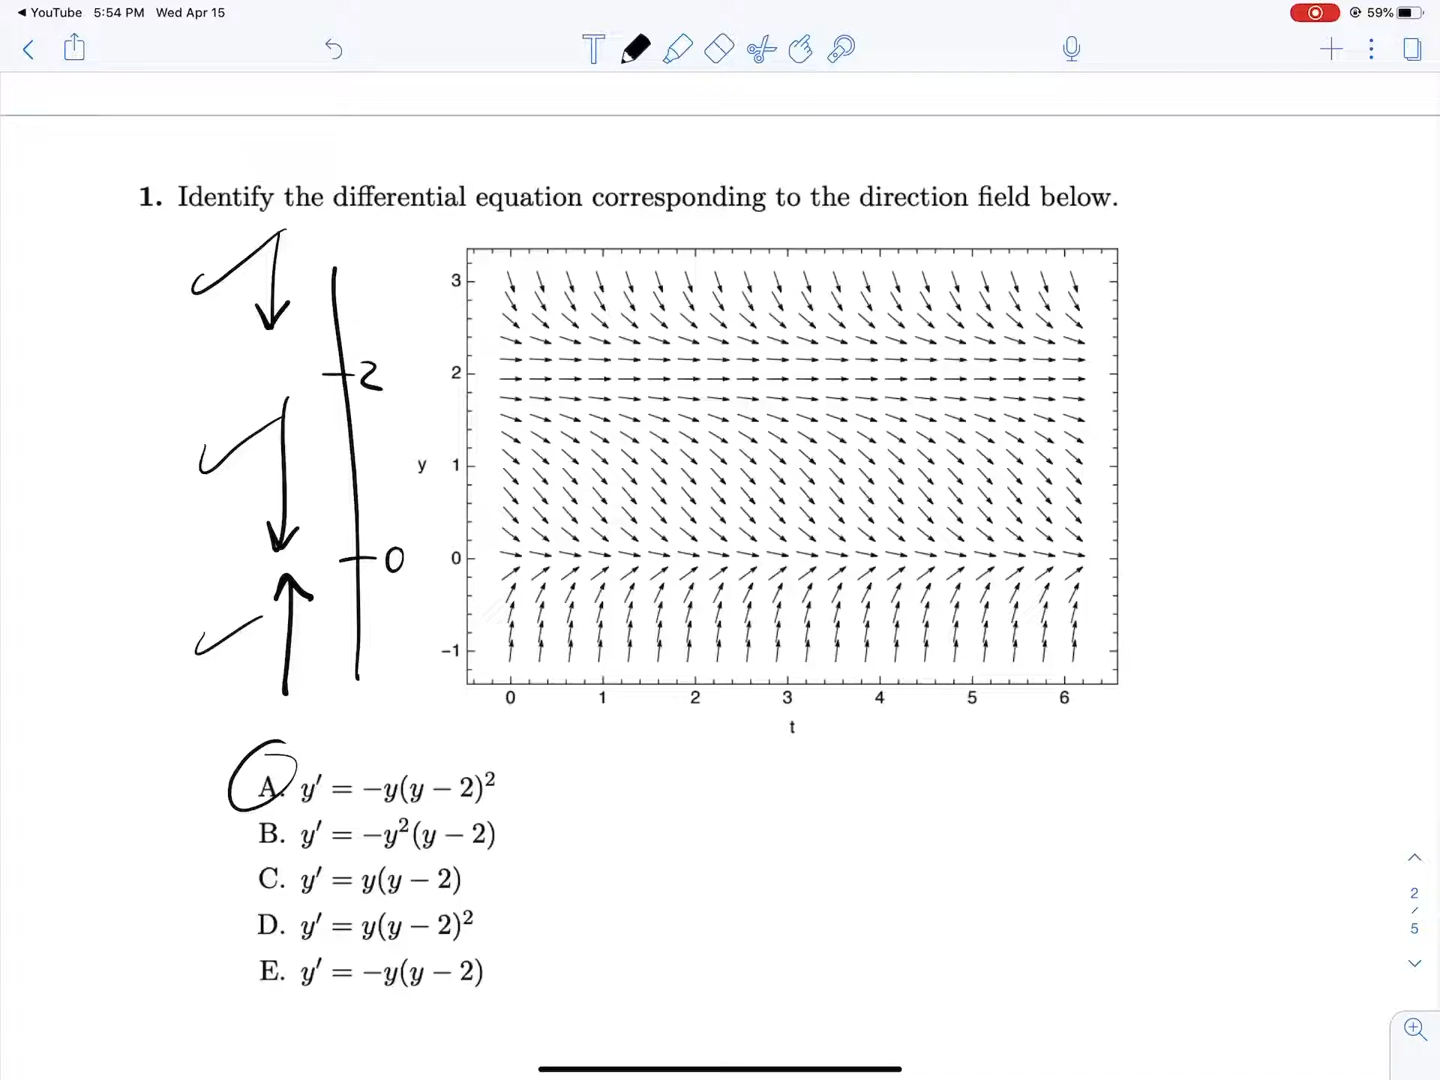 YouTube 5:54 PM Wed Apr 15
59%
1. Identify the differential equation corresponding to the direction field below.
2
0
3
2
y 1
0
−1
0 1 2 3 4 5 6
t
A. y′ = −y(y − 2)²
B. y′ = −y²(y − 2)
C. y′ = y(y − 2)
D. y′ = y(y − 2)²
E. y′ = −y(y − 2)
2
/
5